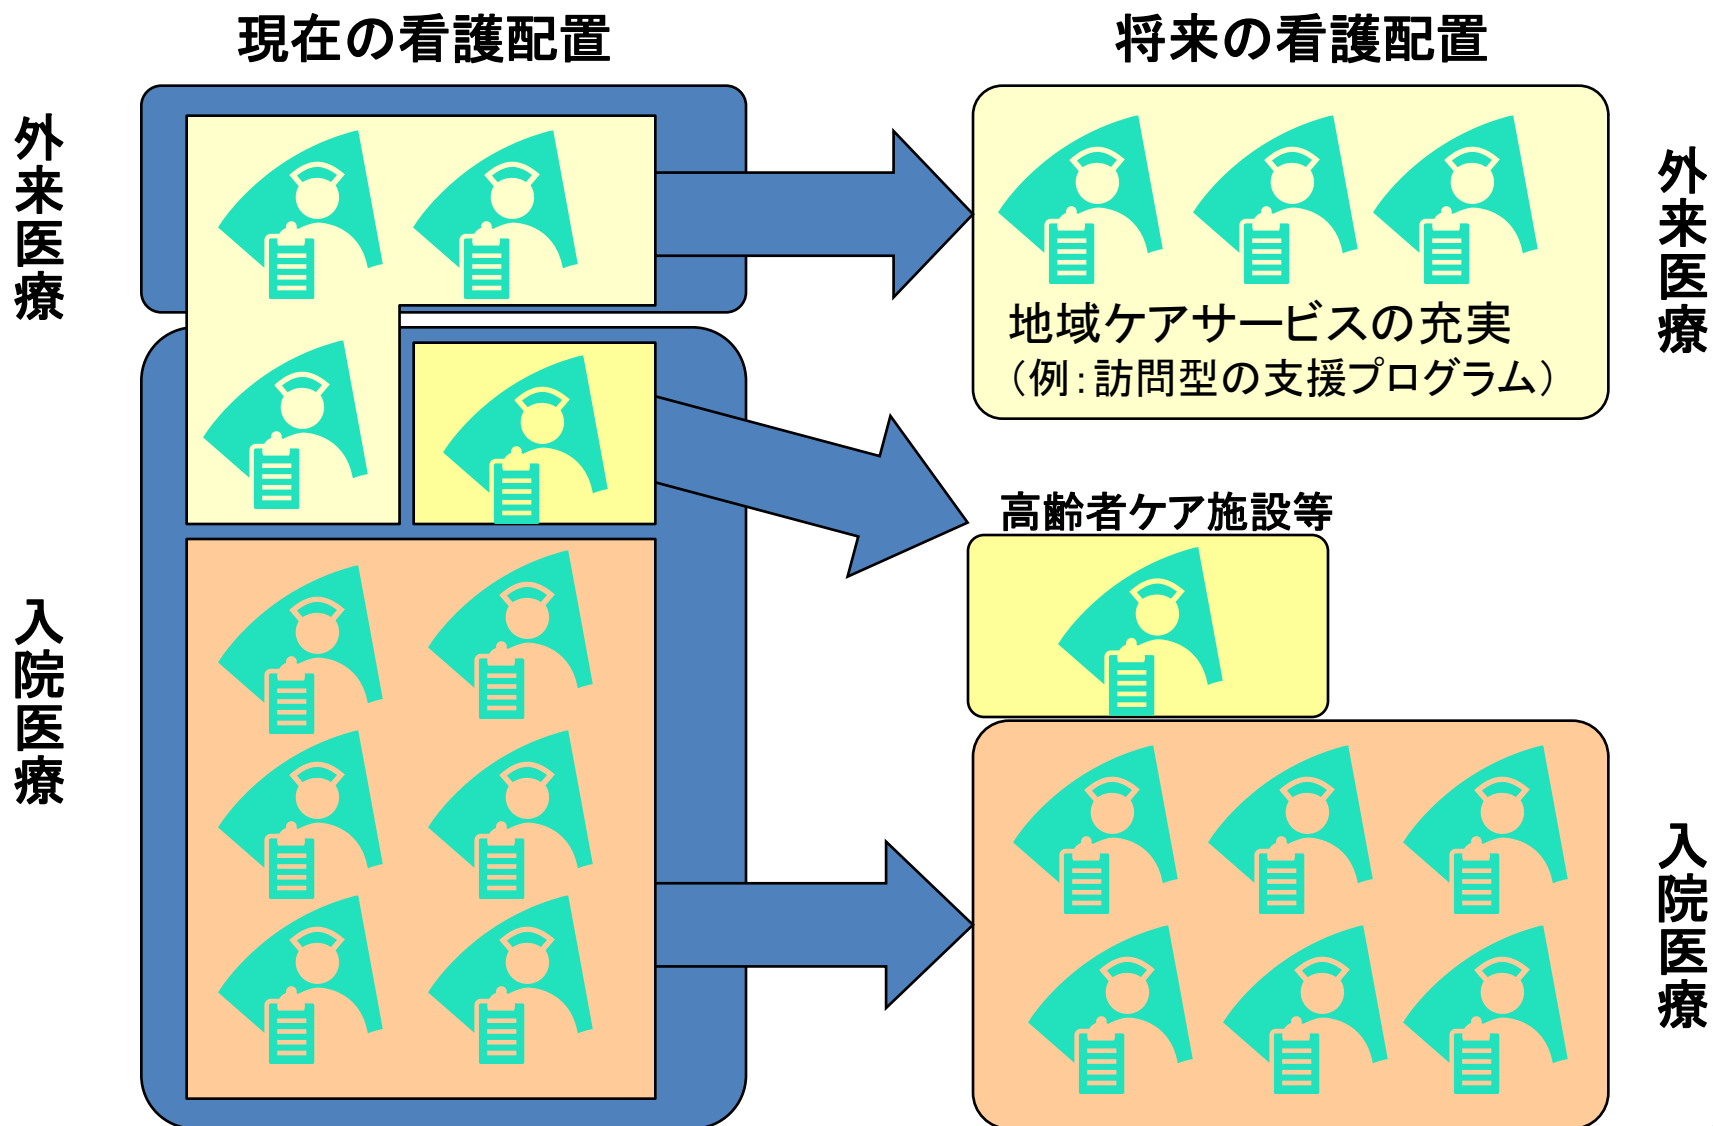 現在の看護配置
将来の看護配置
外来医療
外来医療
地域ケアサービスの充実
（例：訪問型の支援プログラム）
高齢者ケア施設等
入院医療
入院医療